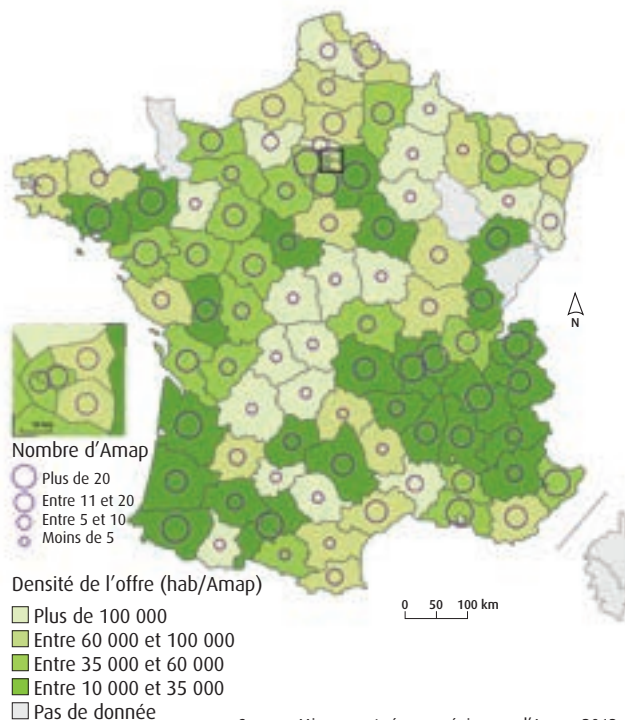 N
Nombre d'Amap
Plus de 20
Entre 11 et 20
Entre 5 et 10
Moins de 5
Densité de l'offre (hab/Amap)
0 50 100 km
Plus de 100 000
Entre 60 000 et 100 000
Entre 35 000 et 60 000
Entre 10 000 et 35 000
Pas de donnée